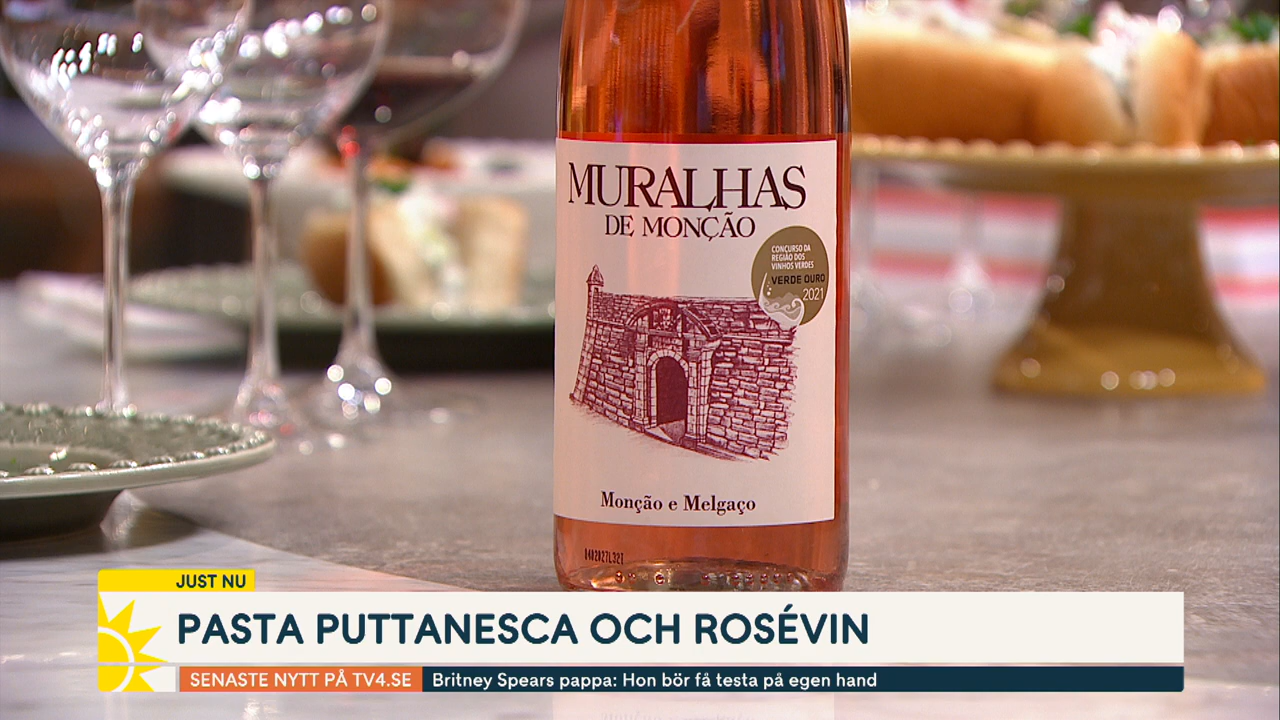 MURALHAS
DE MONÇÃO
CONCURSO DA
REGIÃO DOS
VINHOS VERDES
VERDE OURO
2021
Monção e Melgaço
JUST NU
PASTA PUTTANESCA OCH ROSÉVIN
SENASTE NYTT PÅ TV4.SE
Britney Spears pappa: Hon bör få testa på egen hand